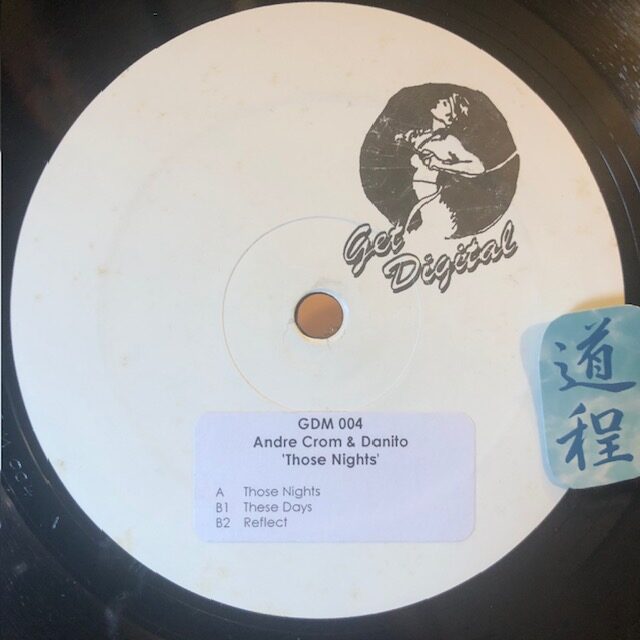 Get
Digital
道
程
GDM 004
Andre Crom & Danito
'Those Nights'
A Those Nights
B1 These Days
B2 Reflect